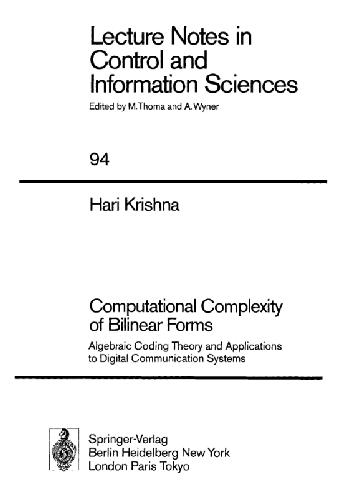 Lecture Notes in
Control and
Information Sciences
Edited by M.Thoma and A.Wyner
94
Hari Krishna
Computational Complexity
of Bilinear Forms
Algebraic Coding Theory and Applications
to Digital Communication Systems
Springer-Verlag
Berlin Heidelberg New York
London Paris Tokyo